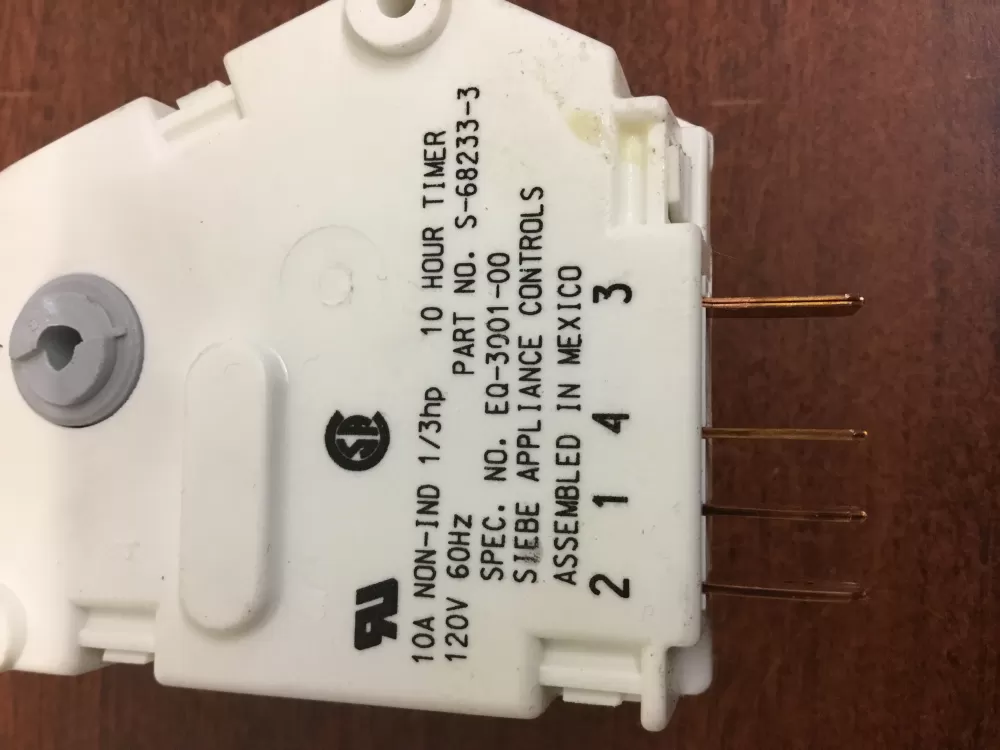 10A NON-IND 1/3hp 10 HOUR TIMER
120V 60Hz PART NO. S-68233-3
SPEC. NO. EQ-3001-00
SIEBE APPLIANCE CONTROLS
ASSEMBLED IN MEXICO
2 1 4 3